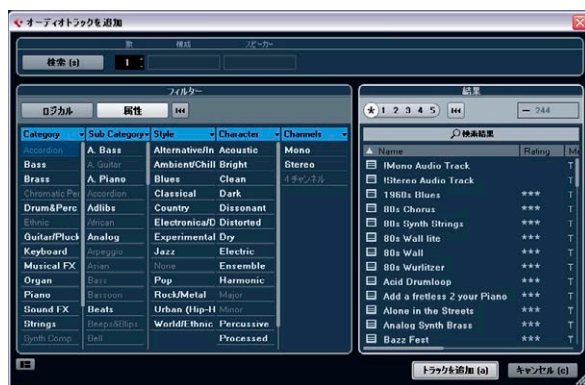 オーディオトラックを追加
数 構成 スピーカー
検索 (s) 1
フィルター
ロジカル 属性
Category Sub Category Style Character Channels
Accordion A. Bass Alternative/In Acoustic Mono
Bass A. Guitar Ambient/Chill Bright Stereo
Brass A. Piano Blues Clean 4 チャンネル
Chromatic Per Accordion Classical Dark
Drum&Perc Adlibs Country Dissonant
Ethnic African Electronica/D Distorted
Guitar/Pluck Analog Experimental Dry
Keyboard Arpeggio Jazz Electric
Musical FX Asian None Ensemble
Organ Bass Pop Harmonic
Piano Bassoon Rock/Metal Major
Sound FX Beats Urban (Hip-H Minor
Strings Beeps&Blips World/Ethnic Percussive
Synth Comp Bell Processed
結果
* 1 2 3 4 5 244
検索結果
Name Rating
!Mono Audio Track T
!Stereo Audio Track T
1960s Blues *** T
80s Chorus *** T
80s Synth Strings *** T
80s Wall lite *** T
80s Wall *** T
80s Wurlitzer *** T
Acid Drumloop *** T
Add a fretless 2 your Piano *** T
Alone in the Streets *** T
Analog Synth Brass *** T
Bazz Fest *** T
トラックを追加 (a) キャンセル (c)